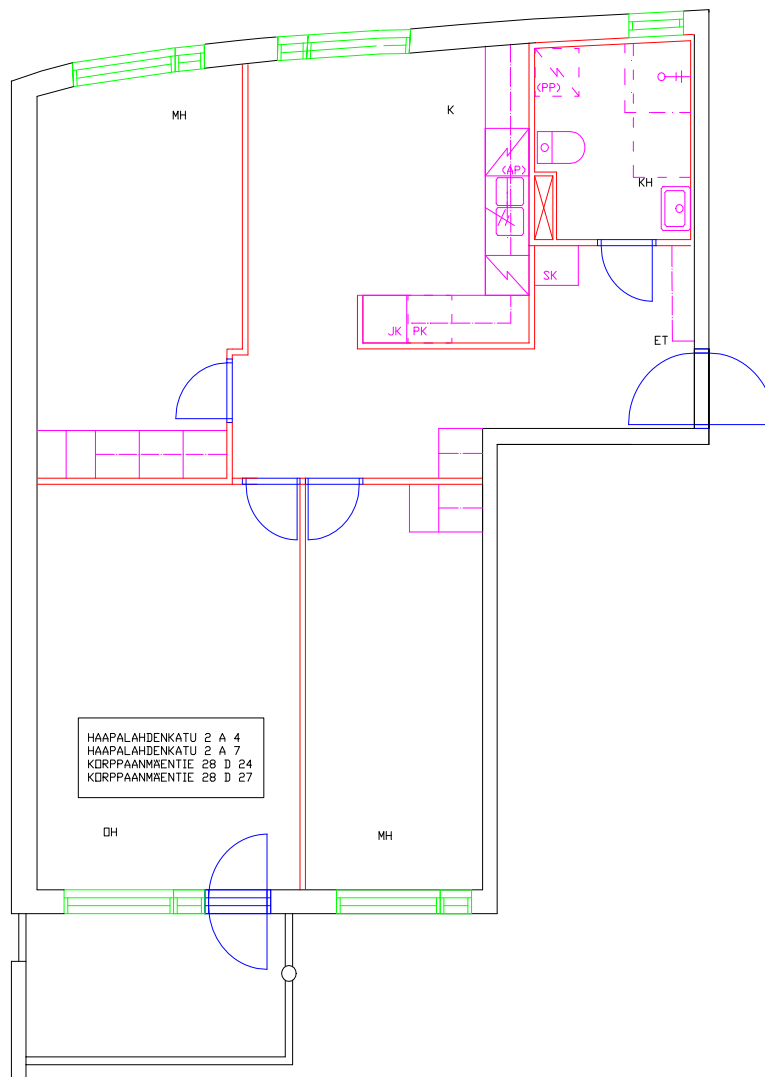 MH
K
(PP)
(AP)
KH
SK
ET
JK PK
HAAPALAHDENKATU 2 A 4
HAAPALAHDENKATU 2 A 7
KORPPAANMÄENTIE 28 D 24
KORPPAANMÄENTIE 28 D 27
OH
MH